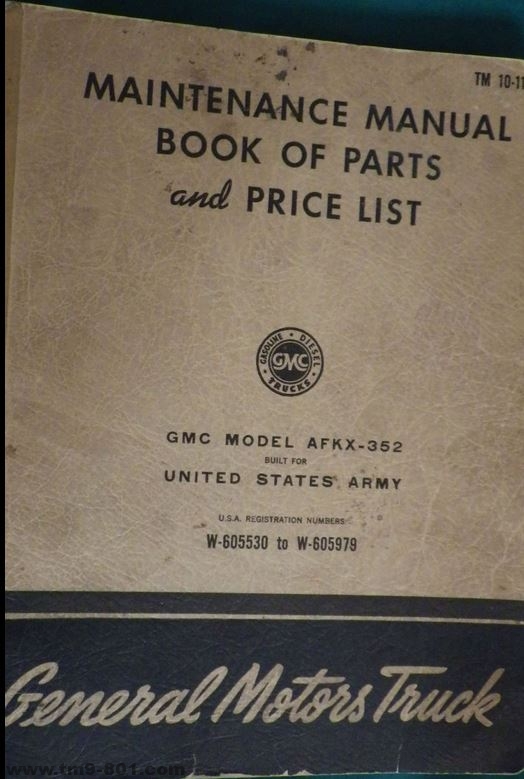 TM 10-11
MAINTENANCE MANUAL
BOOK OF PARTS
and PRICE LIST
GASOLINE • DIESEL
GMC
TRUCKS
GMC MODEL AFKX-352
BUILT FOR
UNITED STATES ARMY
U.S.A. REGISTRATION NUMBERS:
W-605530 to W-605979
General Motors Truck
www.tm9-801.com